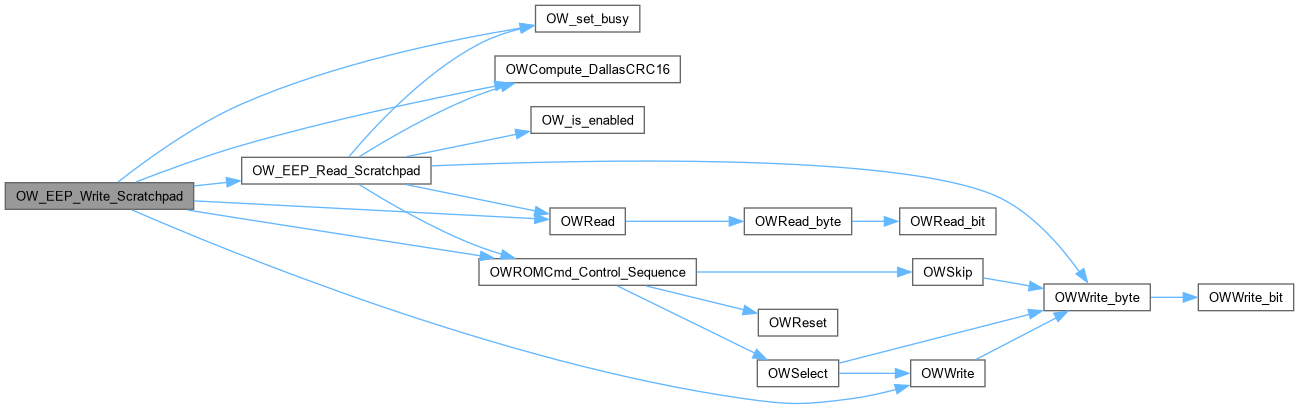 OW_set_busy
OWCompute_DallasCRC16
OW_is_enabled
OW_EEP_Read_Scratchpad
OW_EEP_Write_Scratchpad
OWRead
OWRead_byte
OWRead_bit
OWROMCmd_Control_Sequence
OWSkip
OWWrite_byte
OWWrite_bit
OWReset
OWSelect
OWWrite